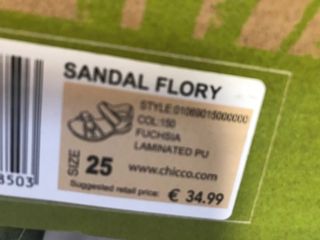 SANDAL FLORY
STYLE:01069015000000
COL:150
FUCHSIA
LAMINATED PU
SIZE 25
www.chicco.com
Suggested retail price: € 34.99
8503